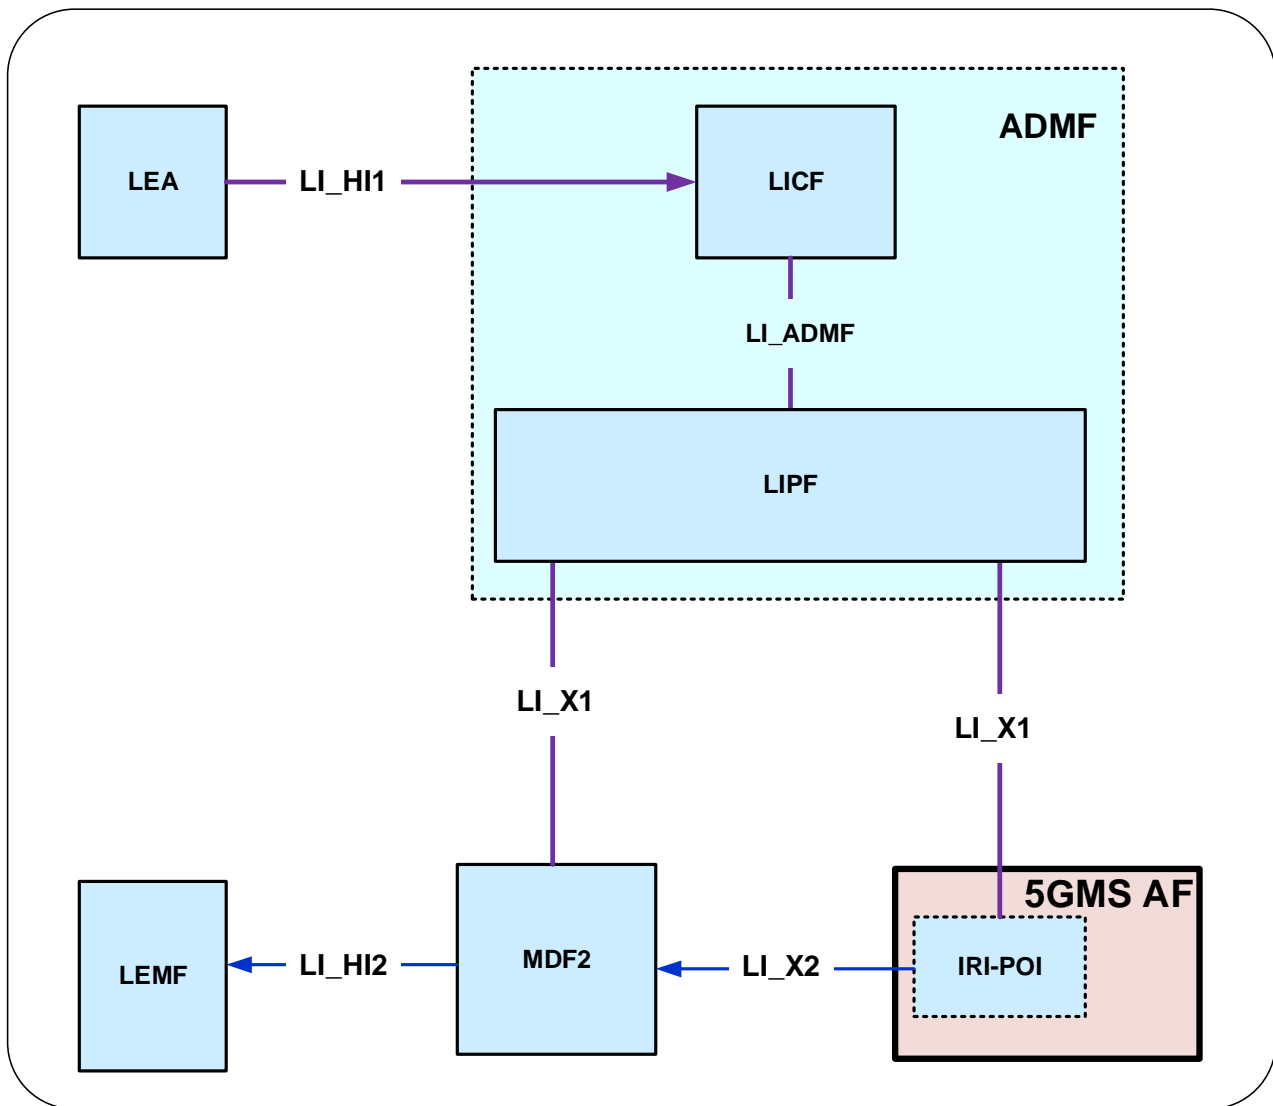 ADMF
LEA
LI_HI1
LICF
LI_ADMF
LIPF
LI_X1
LI_X1
5GMS AF
LEMF
LI_HI2
MDF2
LI_X2
IRI-POI